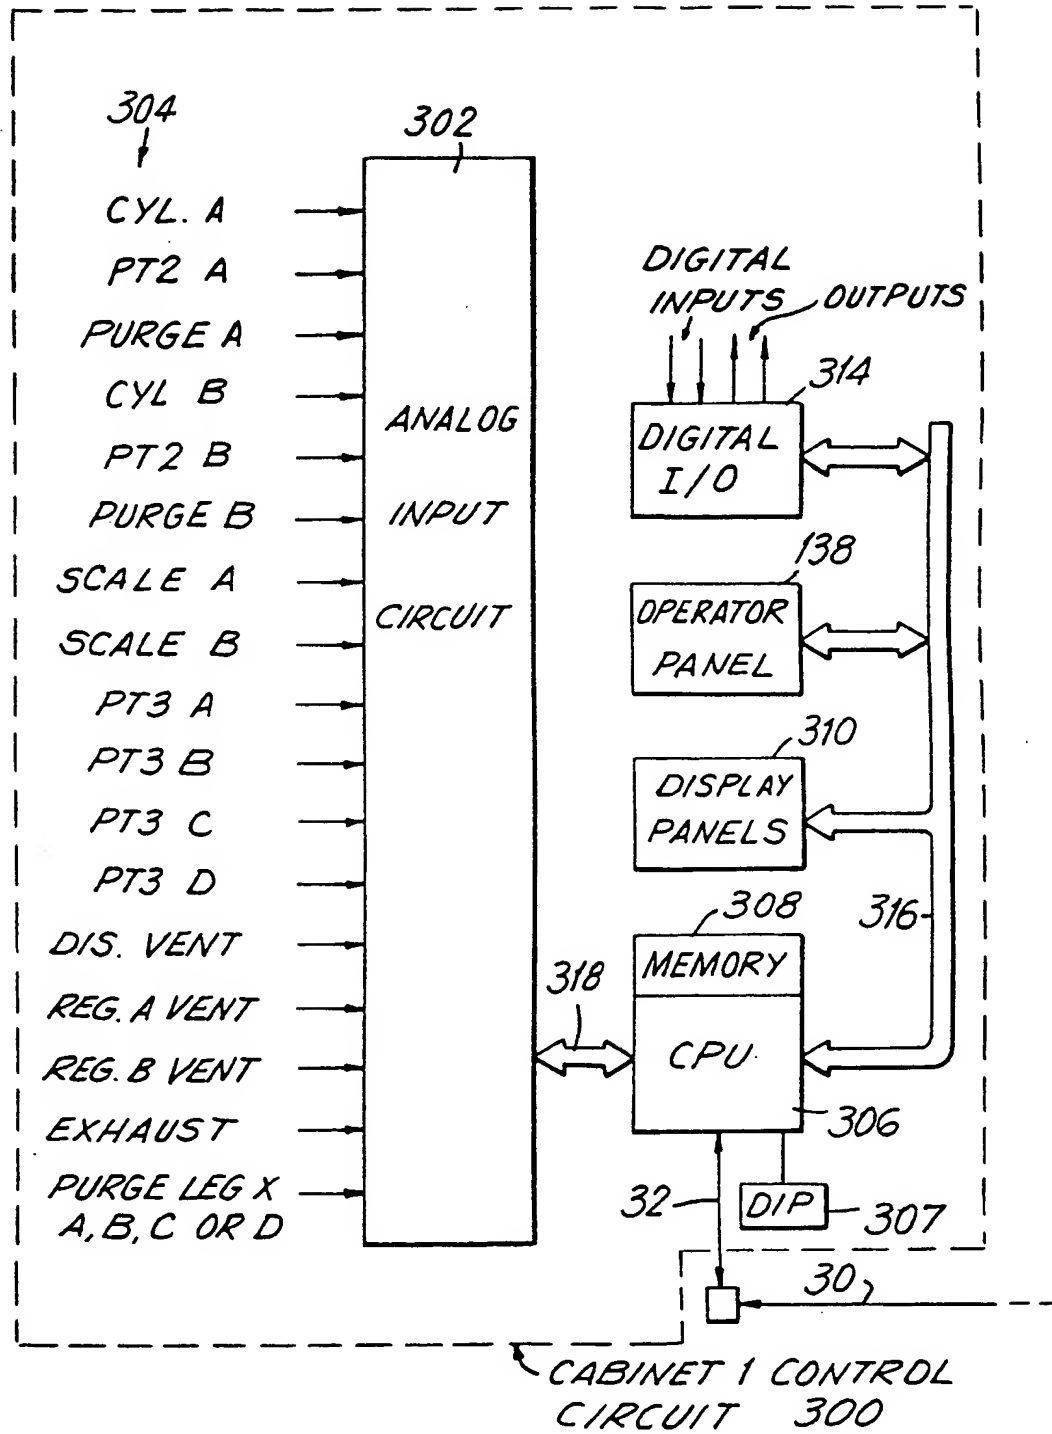 304
CYL. A
PT2 A
PURGE A
CYL B
PT2 B
PURGE B
SCALE A
SCALE B
PT3 A
PT3 B
PT3 C
PT3 D
DIS. VENT
REG. A VENT
REG. B VENT
EXHAUST
PURGE LEG X
A, B, C OR D
302
ANALOG
INPUT
CIRCUIT
DIGITAL
INPUTS
OUTPUTS
314
DIGITAL
I/O
138
OPERATOR
PANEL
310
DISPLAY
PANELS
316
308
MEMORY
318
CPU
306
32
DIP
307
30
CABINET 1 CONTROL
CIRCUIT 300